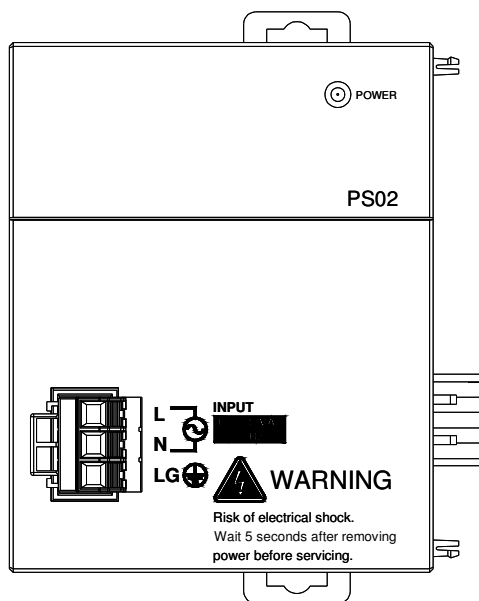 POWER
PS02
L
INPUT
N
LG
WARNING
Risk of electrical shock.
Wait 5 seconds after removing
power before servicing.